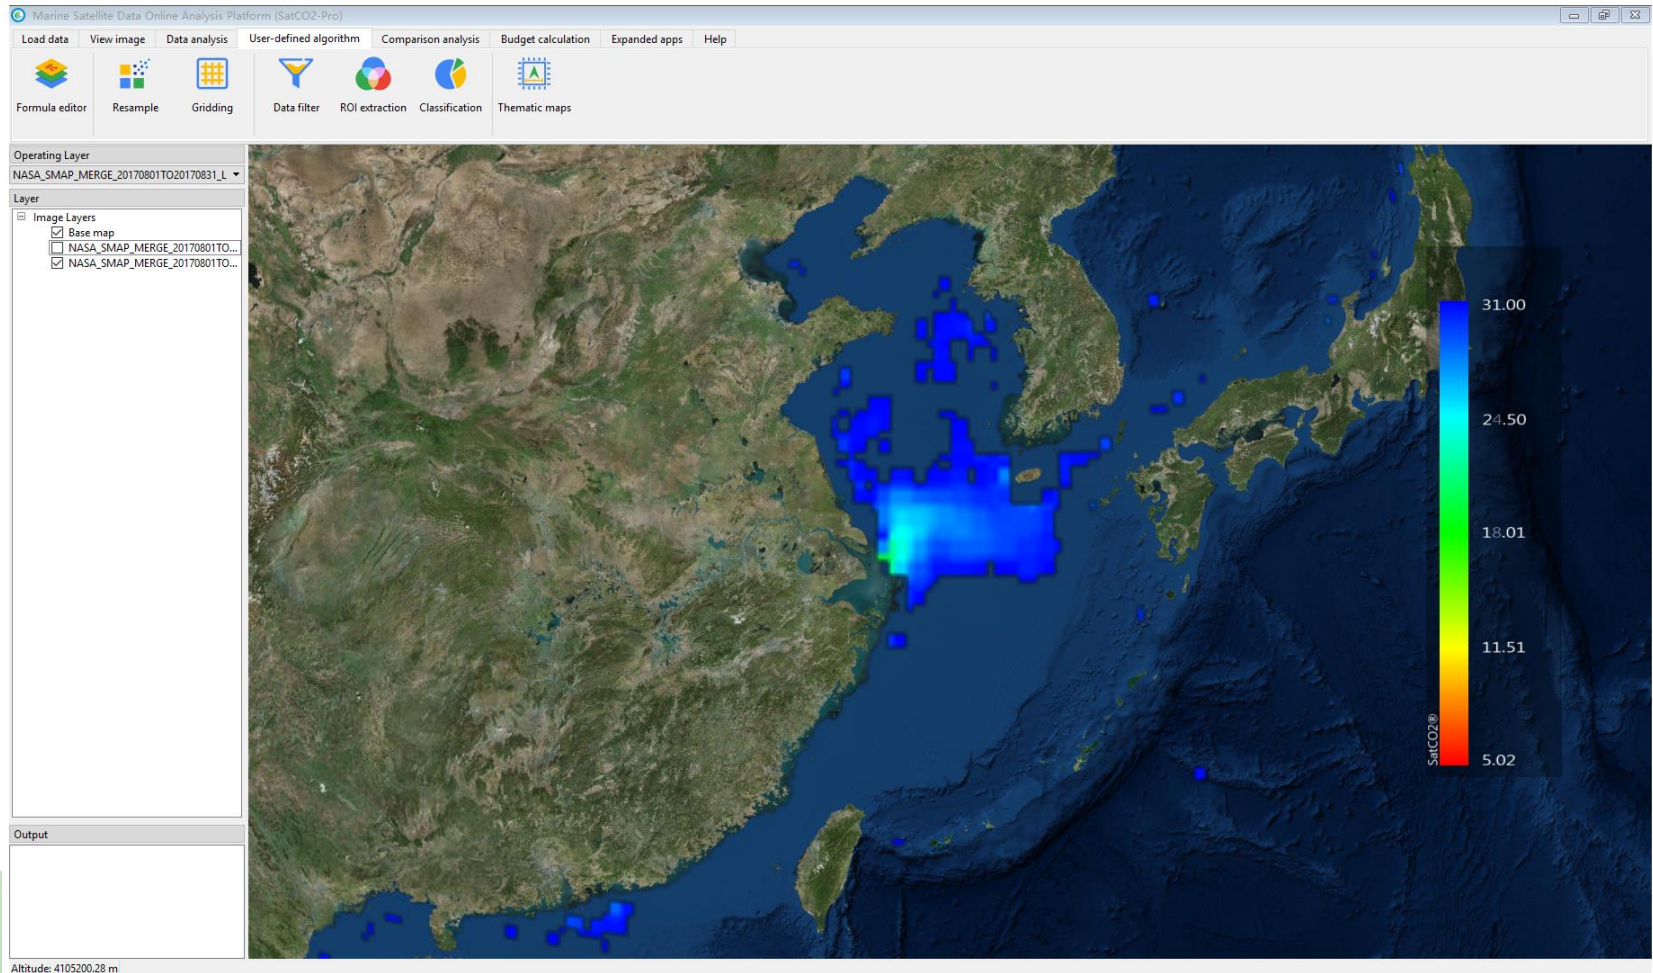 Marine Satellite Data Online Analysis Platform (SatCO2-Pro)
Load data View image Data analysis User-defined algorithm Comparison analysis Budget calculation Expanded apps Help
Formula editor Resample Gridding Data filter ROI extraction Classification Thematic maps
Operating Layer
NASA_SMAP_MERGE_20170801TO20170831_L
Layer
Image Layers
Base map
NASA_SMAP_MERGE_20170801TO...
NASA_SMAP_MERGE_20170801TO...
31.00
24.50
18.01
11.51
5.02
SatCO2®
Output
Altitude: 4105200.28 m